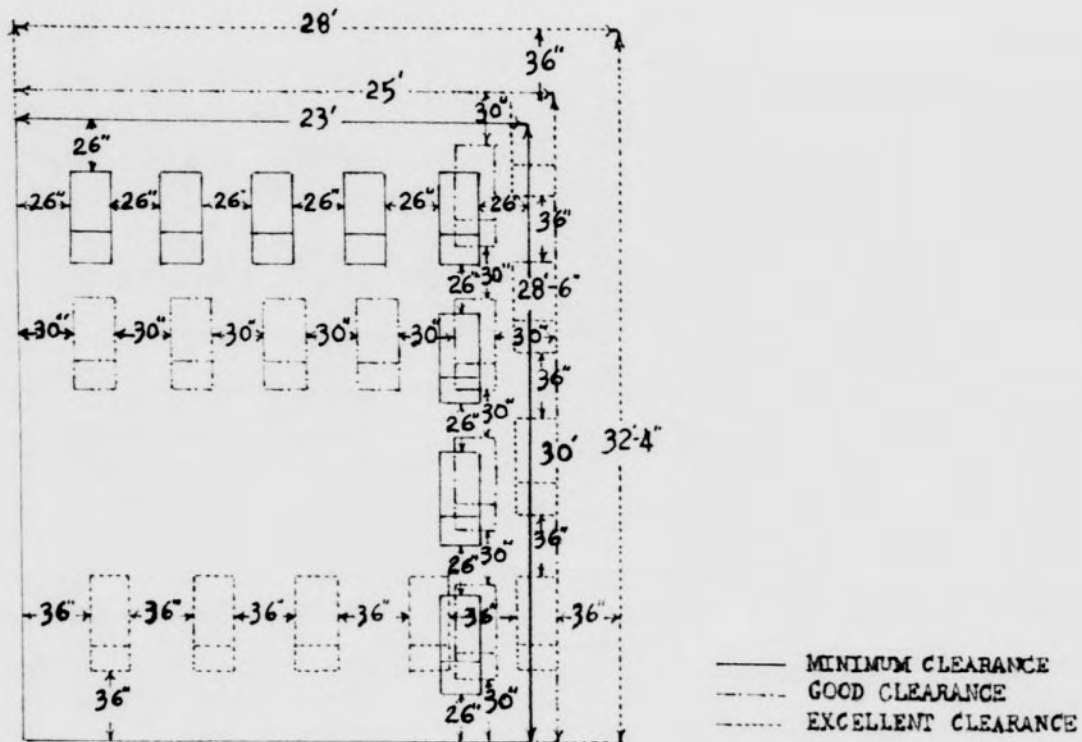 28'
36"
25'
30"
23'
26"
26" 26" 26" 26" 26" 26"
36"
26" 30"
28'-6"
30" 30" 30" 30" 30" 30"
36"
26" 30"
30'
32'-4"
26" 30"
36"
36" 36" 36" 36" 36" 36"
36"
26" 30"
MINIMUM CLEARANCE
GOOD CLEARANCE
EXCELLENT CLEARANCE